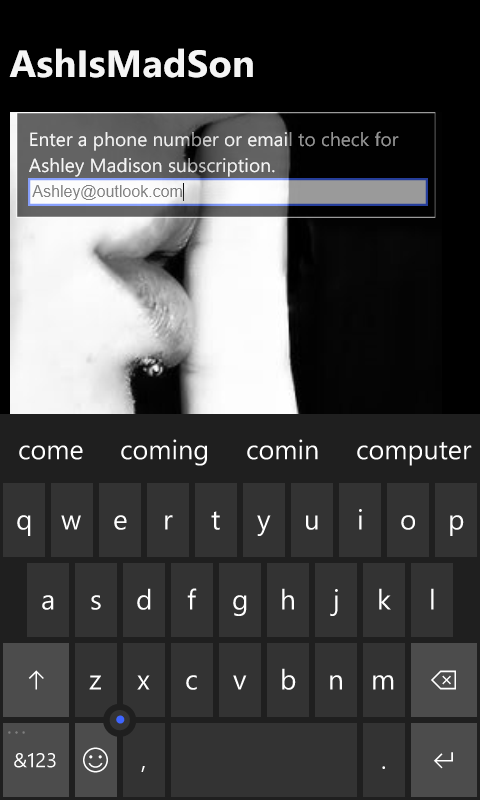 AshIsMadSon
Enter a phone number or email to check for
Ashley Madison subscription.
Ashley@outlook.com
come coming comin computer
q w e r t y u i o p
a s d f g h j k l
z x c v b n m
&123 , .